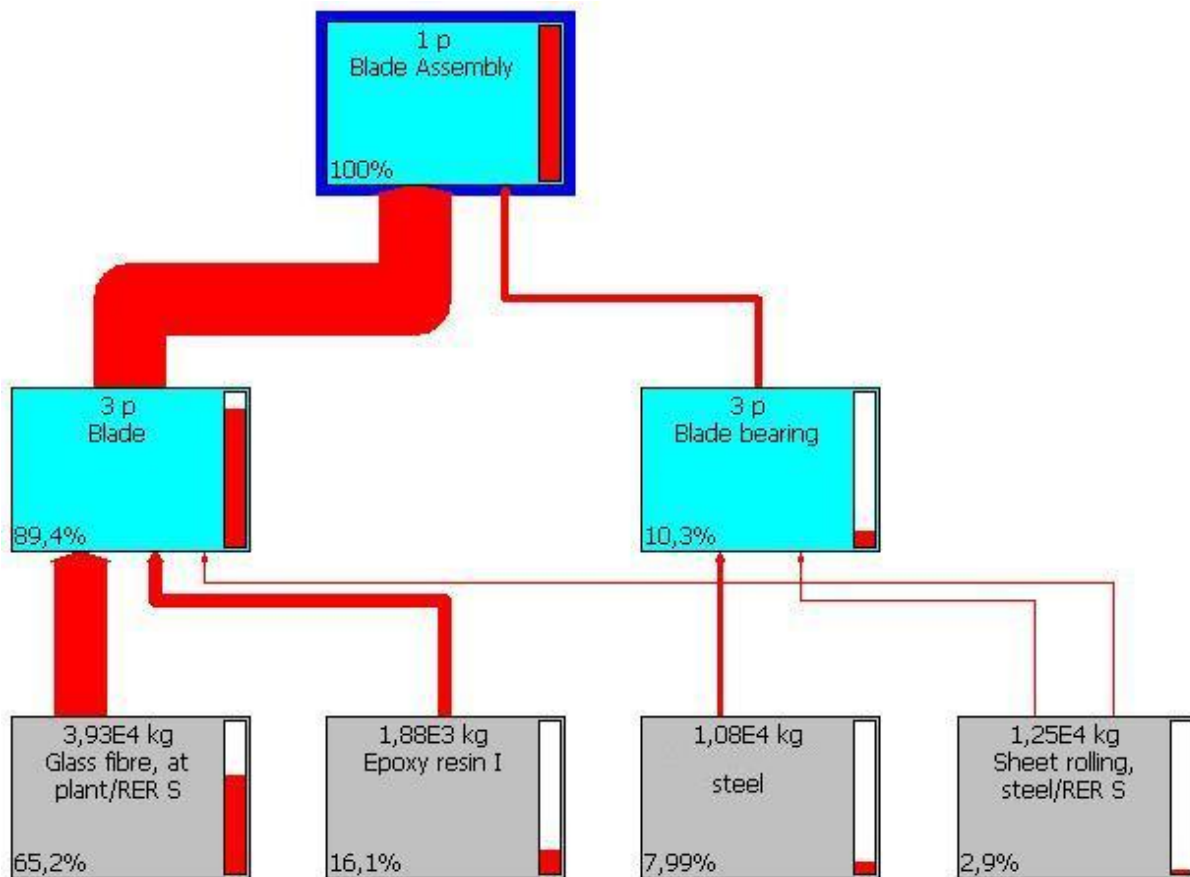 1 p
Blade Assembly
100%
3 p
Blade
89,4%
3 p
Blade bearing
10,3%
3,93E4 kg
Glass fibre, at
plant/RER S
65,2%
1,88E3 kg
Epoxy resin I
16,1%
1,08E4 kg
steel
7,99%
1,25E4 kg
Sheet rolling,
steel/RER S
2,9%